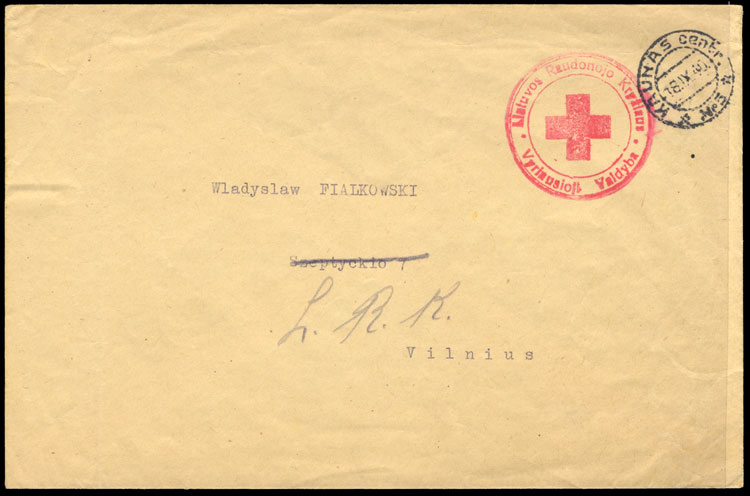 KAUNAS centr.
Lietuvos Raudonojo Kryžiaus
Vyriausioji Valdyba
Wladyslaw FIALKOWSKI
Szeptyckio 7
L. R. K.
Vilnius